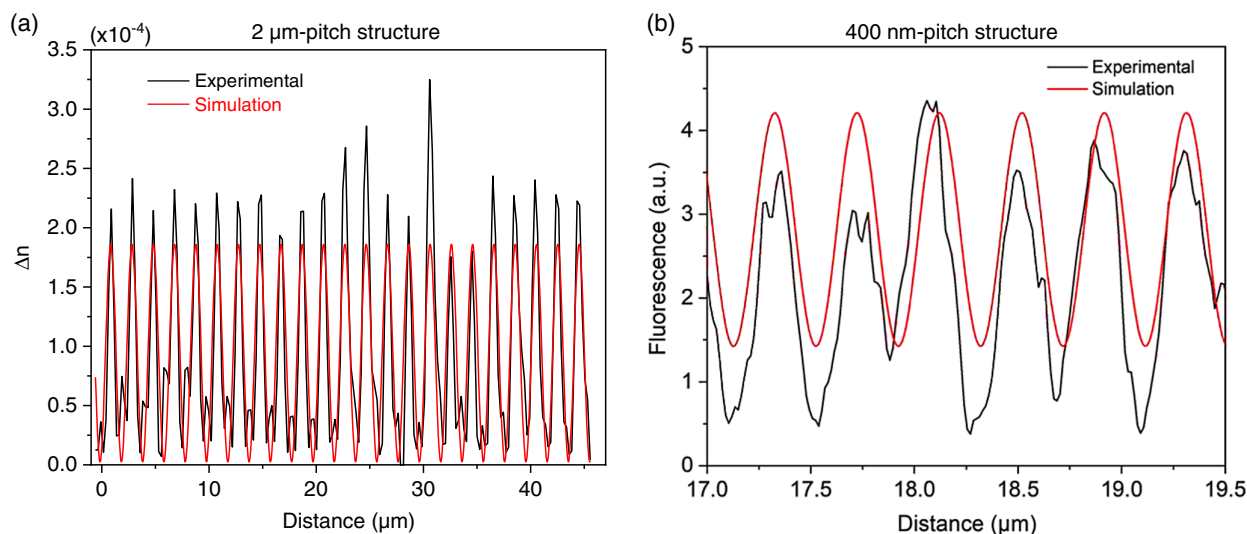 (a)
(x10⁻⁴)
2 µm-pitch structure
3.5
3.0
2.5
2.0
1.5
1.0
0.5
0.0
Δn
Experimental
Simulation
0
10
20
30
40
Distance (µm)
(b)
400 nm-pitch structure
5
4
3
2
1
0
Fluorescence (a.u.)
Experimental
Simulation
17.0
17.5
18.0
18.5
19.0
19.5
Distance (µm)